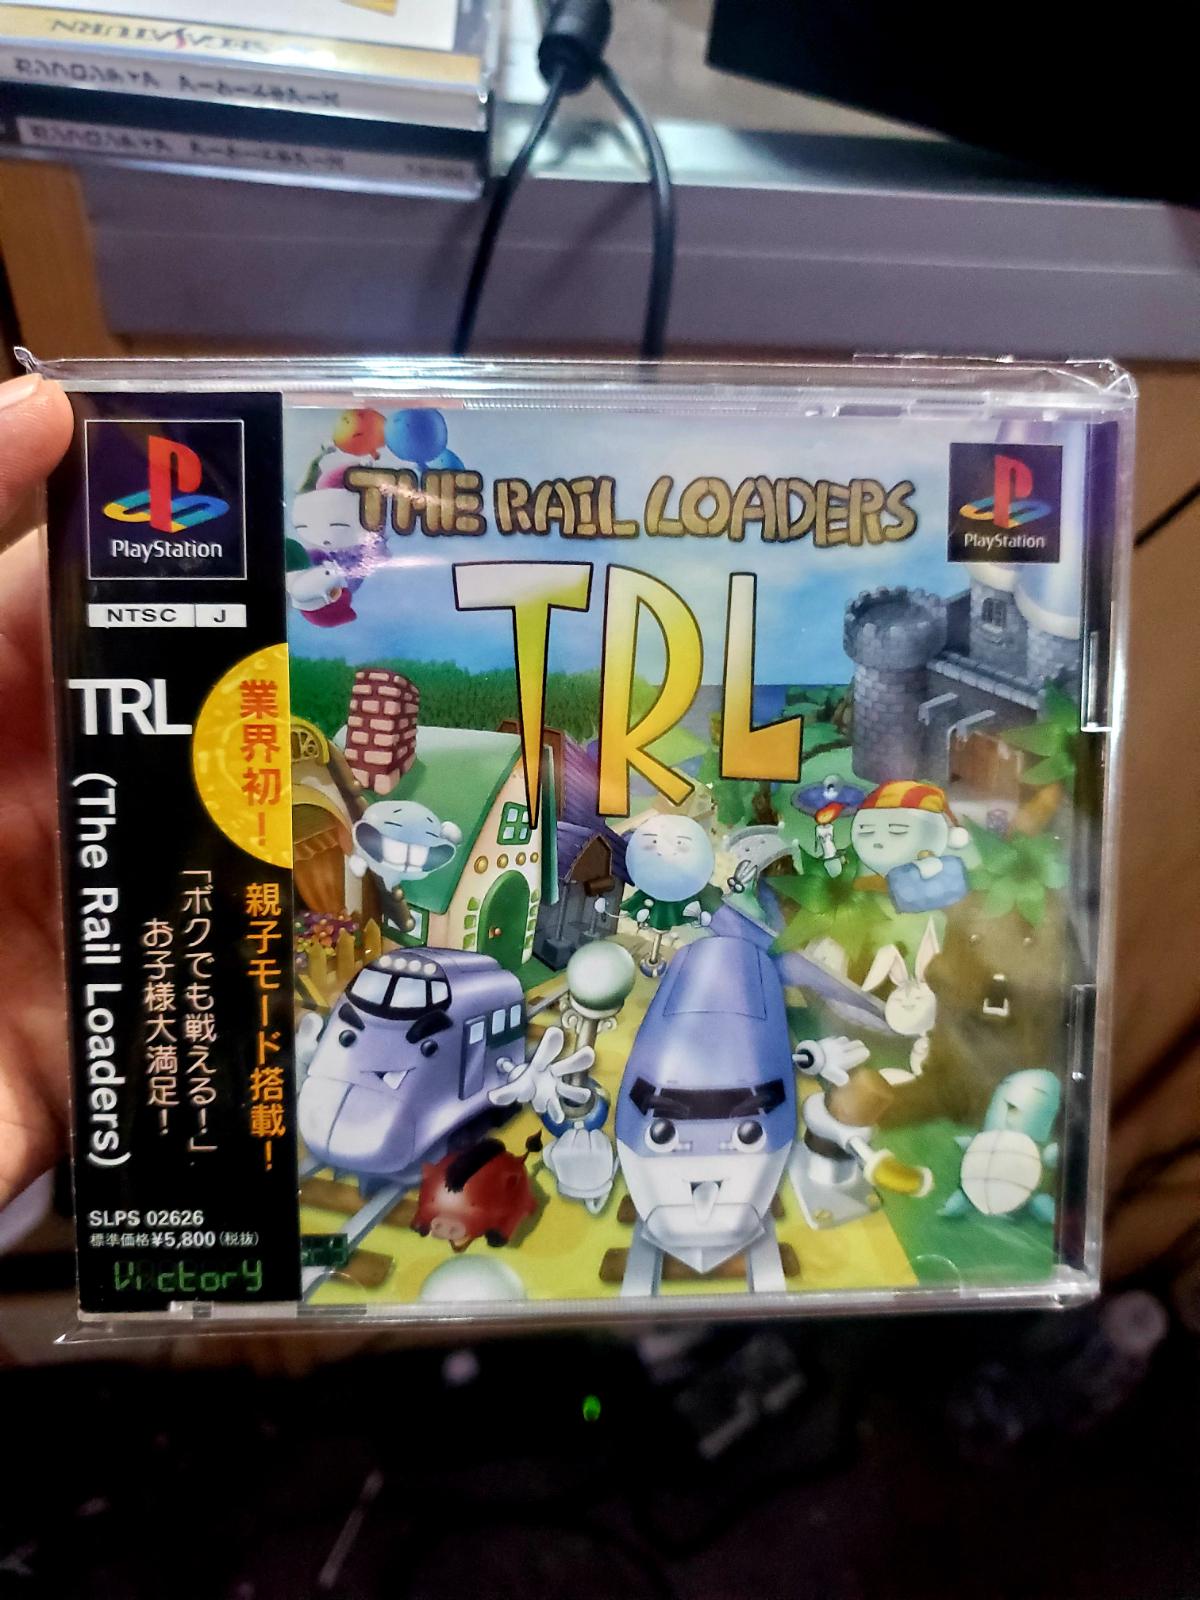 SEGA SATURN
PlayStation
NTSC J
TRL
(The Rail Loaders)
業界初!
親子モード搭載!
「ボクでも戦える!」
お子様大満足!
SLPS 02626
標準価格¥5,800(税抜)
Victory
THE RAIL LOADERS
TRL
PlayStation